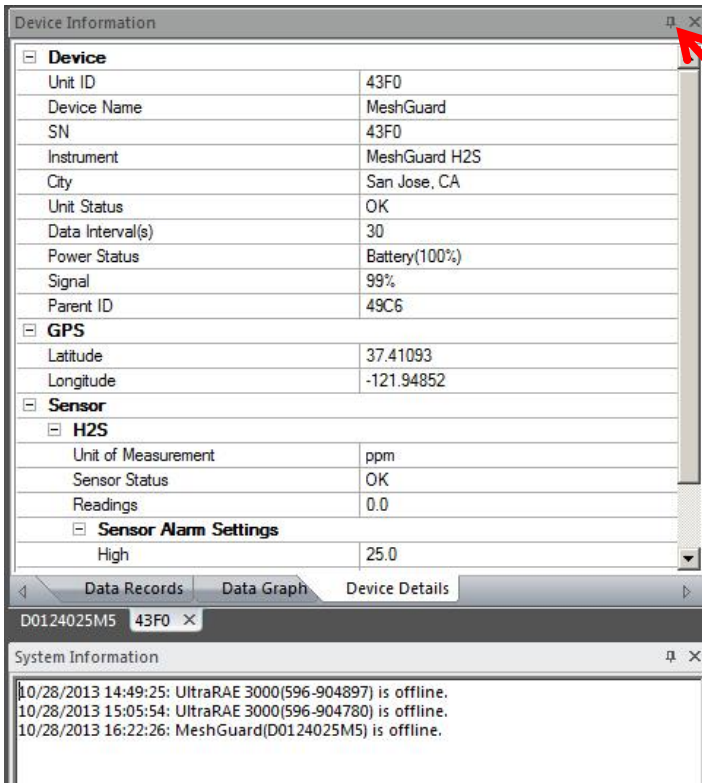 Device Information
Device
Unit ID 43F0
Device Name MeshGuard
SN 43F0
Instrument MeshGuard H2S
City San Jose, CA
Unit Status OK
Data Interval(s) 30
Power Status Battery(100%)
Signal 99%
Parent ID 49C6
GPS
Latitude 37.41093
Longitude -121.94852
Sensor
H2S
Unit of Measurement ppm
Sensor Status OK
Readings 0.0
Sensor Alarm Settings
High 25.0
Data Records Data Graph Device Details
D0124025M5 43F0
System Information
10/28/2013 14:49:25: UltraRAE 3000(596-904897) is offline.
10/28/2013 15:05:54: UltraRAE 3000(596-904780) is offline.
10/28/2013 16:22:26: MeshGuard(D0124025M5) is offline.